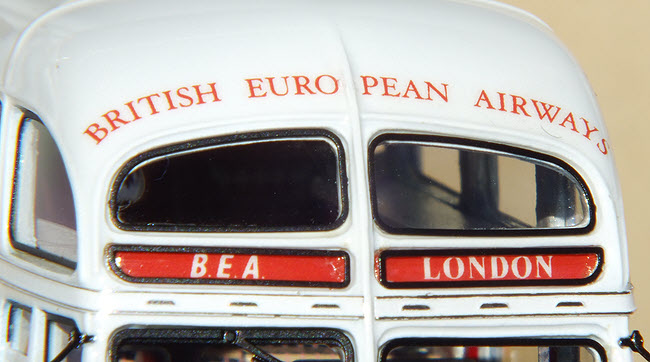 BRITISH EUROPEAN AIRWAYS
B.E.A. LONDON